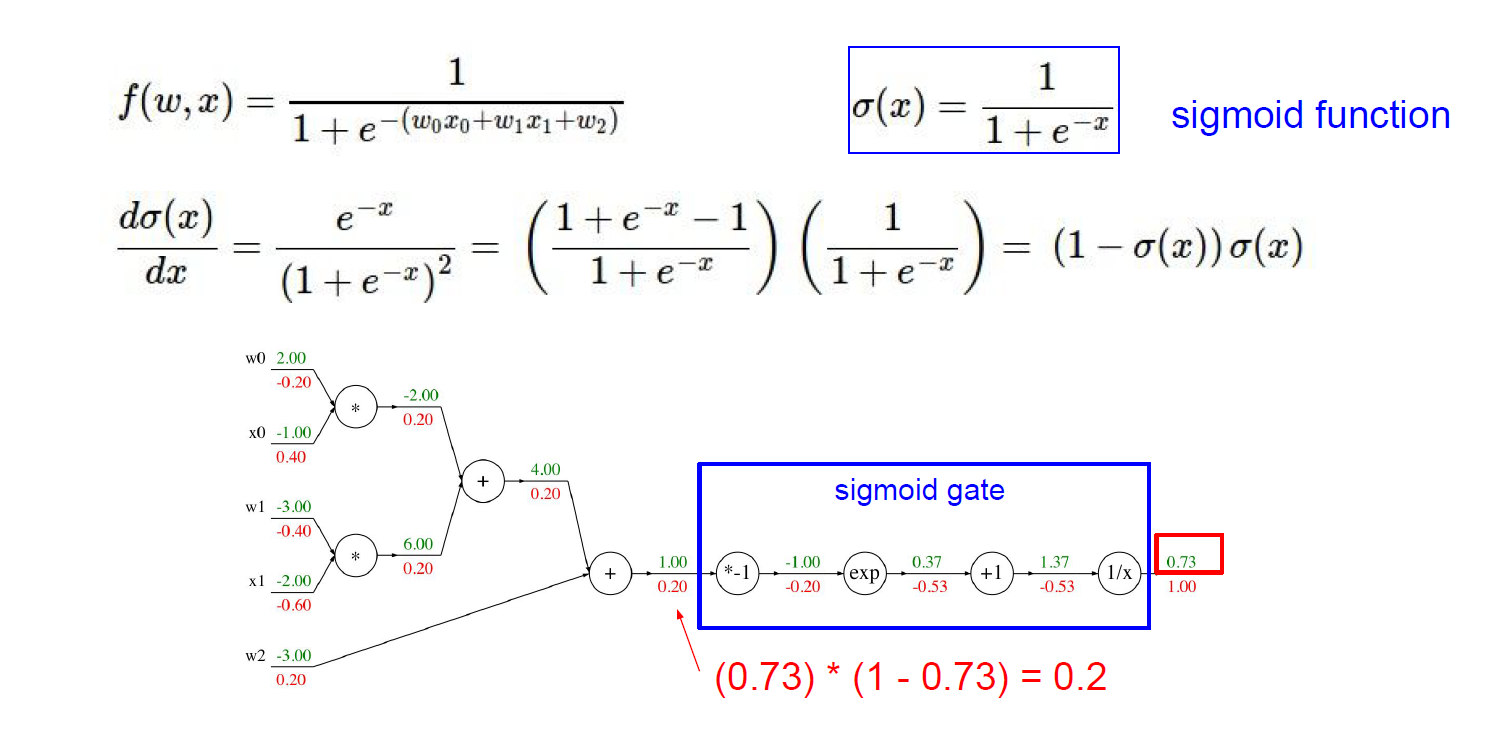 f(w,x) = 1 / (1 + e^{-(w_0x_0+w_1x_1+w_2)})
σ(x) = 1 / (1 + e^{-x})
sigmoid function
dσ(x)/dx = e^{-x} / (1 + e^{-x})^2 = ((1 + e^{-x} - 1) / (1 + e^{-x})) (1 / (1 + e^{-x})) = (1 - σ(x)) σ(x)
w0 2.00
-0.20
*
-2.00
0.20
x0 -1.00
0.40
+
4.00
0.20
w1 -3.00
-0.40
*
6.00
0.20
x1 -2.00
-0.60
sigmoid gate
+
1.00
0.20
*-1
-1.00
-0.20
exp
0.37
-0.53
+1
1.37
-0.53
1/x
0.73
1.00
w2 -3.00
0.20
(0.73) * (1 - 0.73) = 0.2